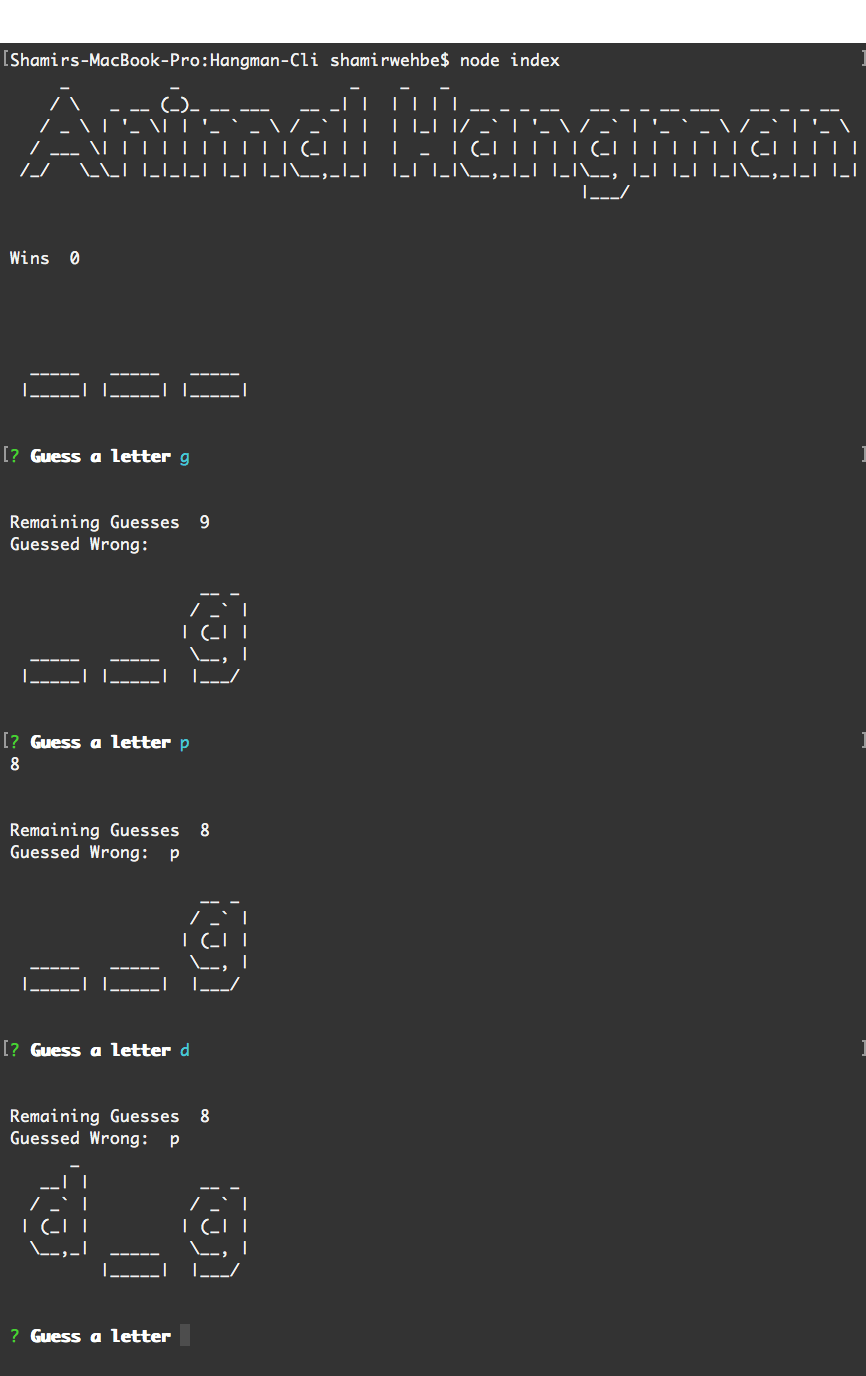 Shamirs-MacBook-Pro:Hangman-Cli shamirwehbe$ node index
Animal Hangman
Wins  0
_ _ _
? Guess a letter g
Remaining Guesses  9
Guessed Wrong:
_ _ g
? Guess a letter p
8
Remaining Guesses  8
Guessed Wrong:  p
_ _ g
? Guess a letter d
Remaining Guesses  8
Guessed Wrong:  p
d _ g
? Guess a letter